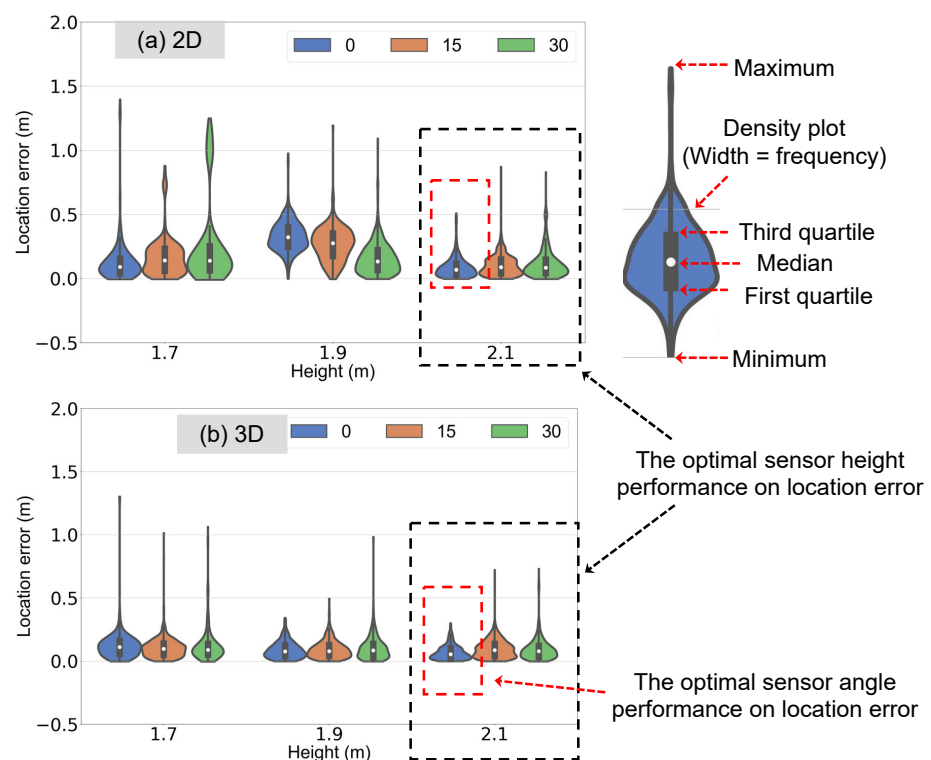 (a) 2D
0 15 30
2.0
1.5
1.0
0.5
0.0
−0.5
Location error (m)
1.7 1.9 2.1
Height (m)
Maximum
Density plot
(Width = frequency)
Third quartile
Median
First quartile
Minimum
(b) 3D
0 15 30
2.0
1.5
1.0
0.5
0.0
−0.5
Location error (m)
1.7 1.9 2.1
Height (m)
The optimal sensor height
performance on location error
The optimal sensor angle
performance on location error